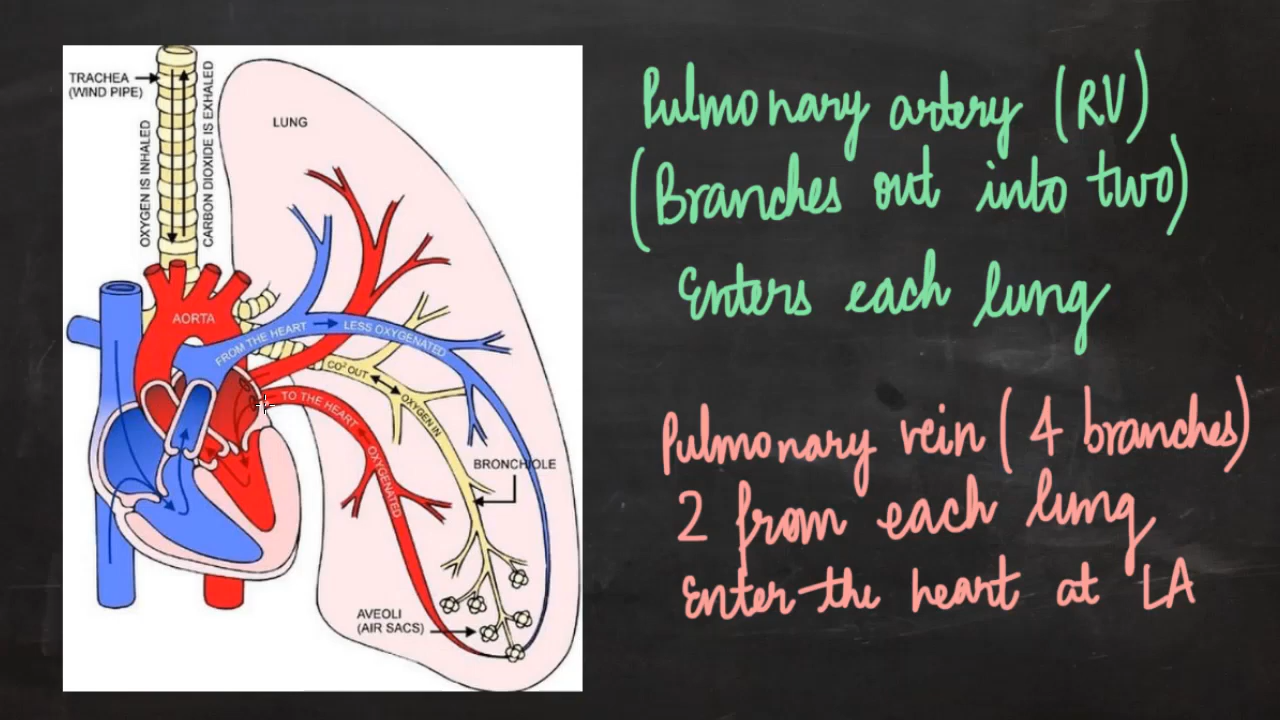 TRACHEA
(WIND PIPE)
OXYGEN IS INHALED
CARBON DIOXIDE IS EXHALED
LUNG
AORTA
FROM THE HEART
LESS OXYGENATED
CO² OUT
OXYGEN IN
TO THE HEART
OXYGENATED
BRONCHIOLE
AVEOLI
(AIR SACS)
Pulmonary artery (RV)
(Branches out into two)
Enters each lung
Pulmonary vein (4 branches)
2 from each lung
Enter the heart at LA